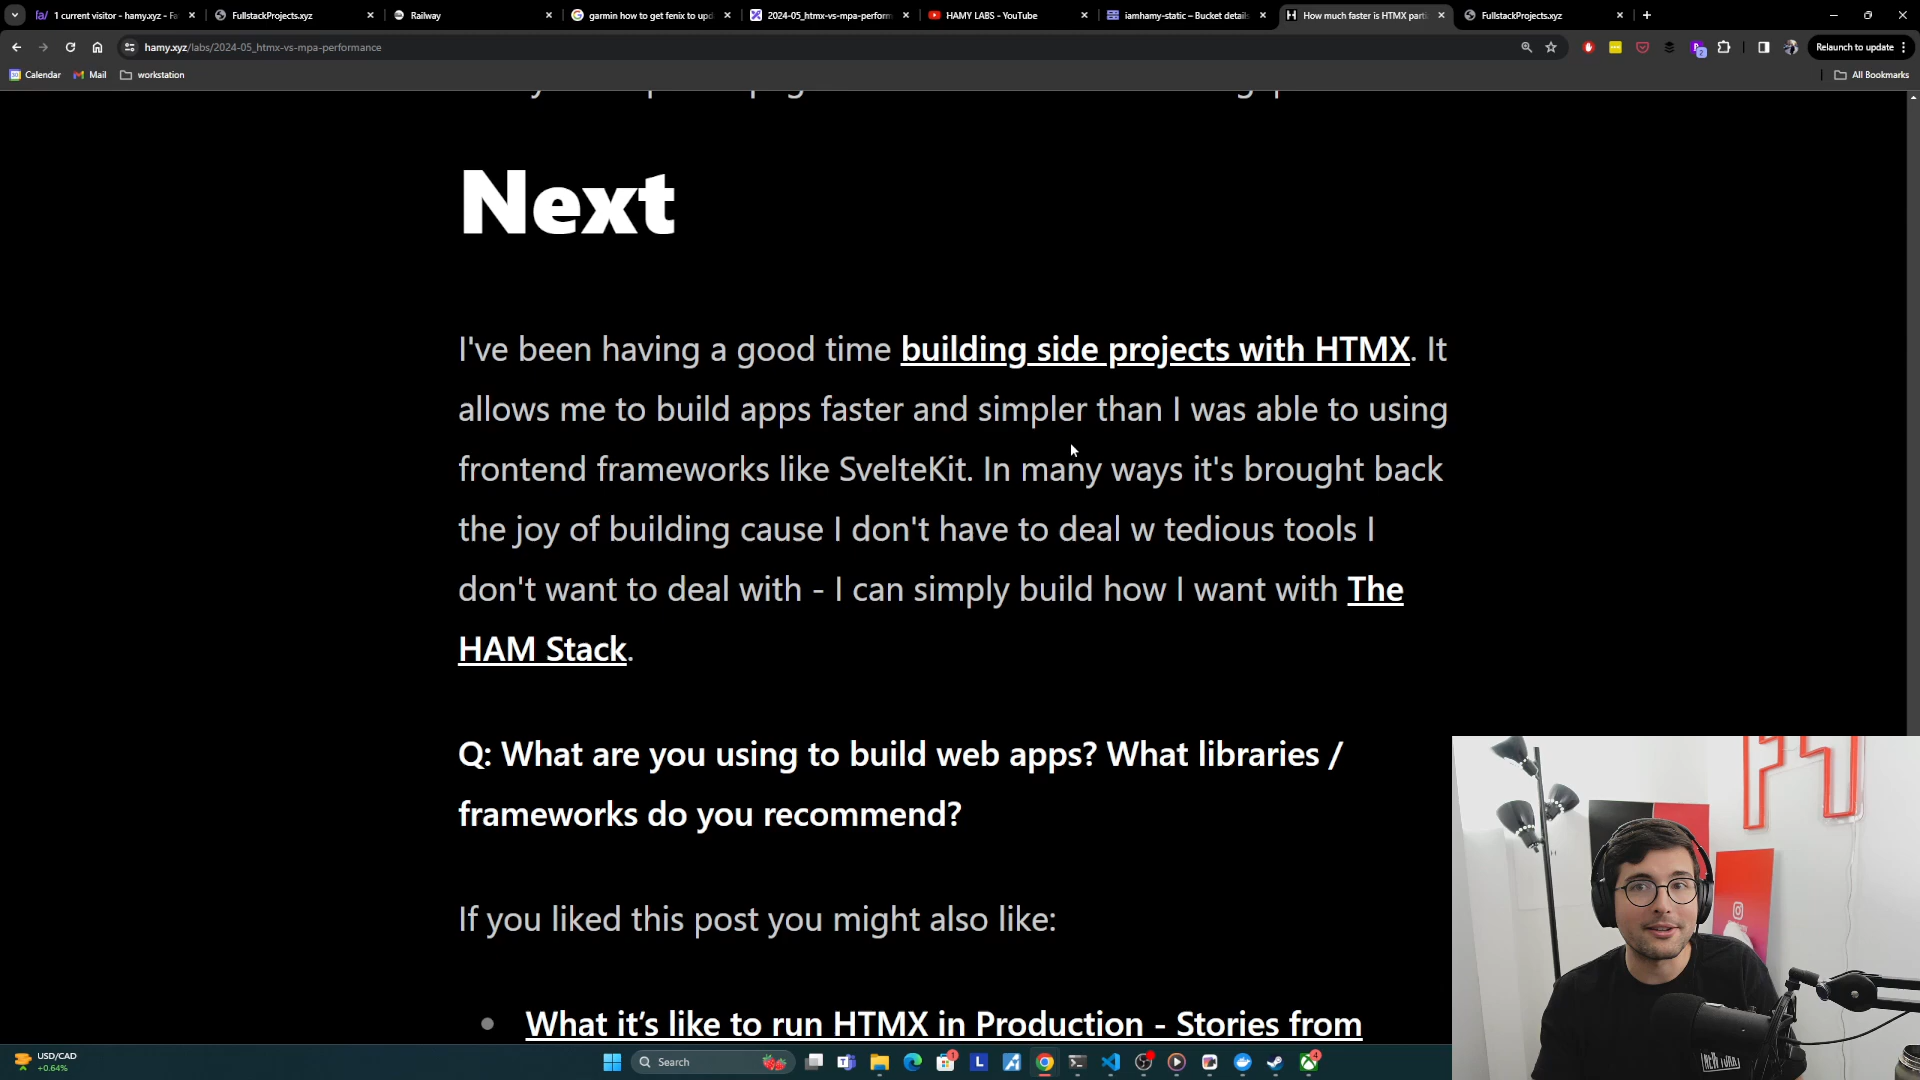 1 current visitor - hamy.xyz - Fa
FullstackProjects.xyz
Railway
garmin how to get fenix to upd
2024-05_htmx-vs-mpa-perform
HAMY LABS - YouTube
iamhamy-static – Bucket details
How much faster is HTMX parti
FullstackProjects.xyz
hamy.xyz/labs/2024-05_htmx-vs-mpa-performance
Relaunch to update
Calendar
Mail
workstation
All Bookmarks
Next
I've been having a good time building side projects with HTMX. It
allows me to build apps faster and simpler than I was able to using
frontend frameworks like SvelteKit. In many ways it's brought back
the joy of building cause I don't have to deal w tedious tools I
don't want to deal with - I can simply build how I want with The
HAM Stack.
Q: What are you using to build web apps? What libraries /
frameworks do you recommend?
If you liked this post you might also like:
What it's like to run HTMX in Production - Stories from
USD/CAD
+0.64%
Search